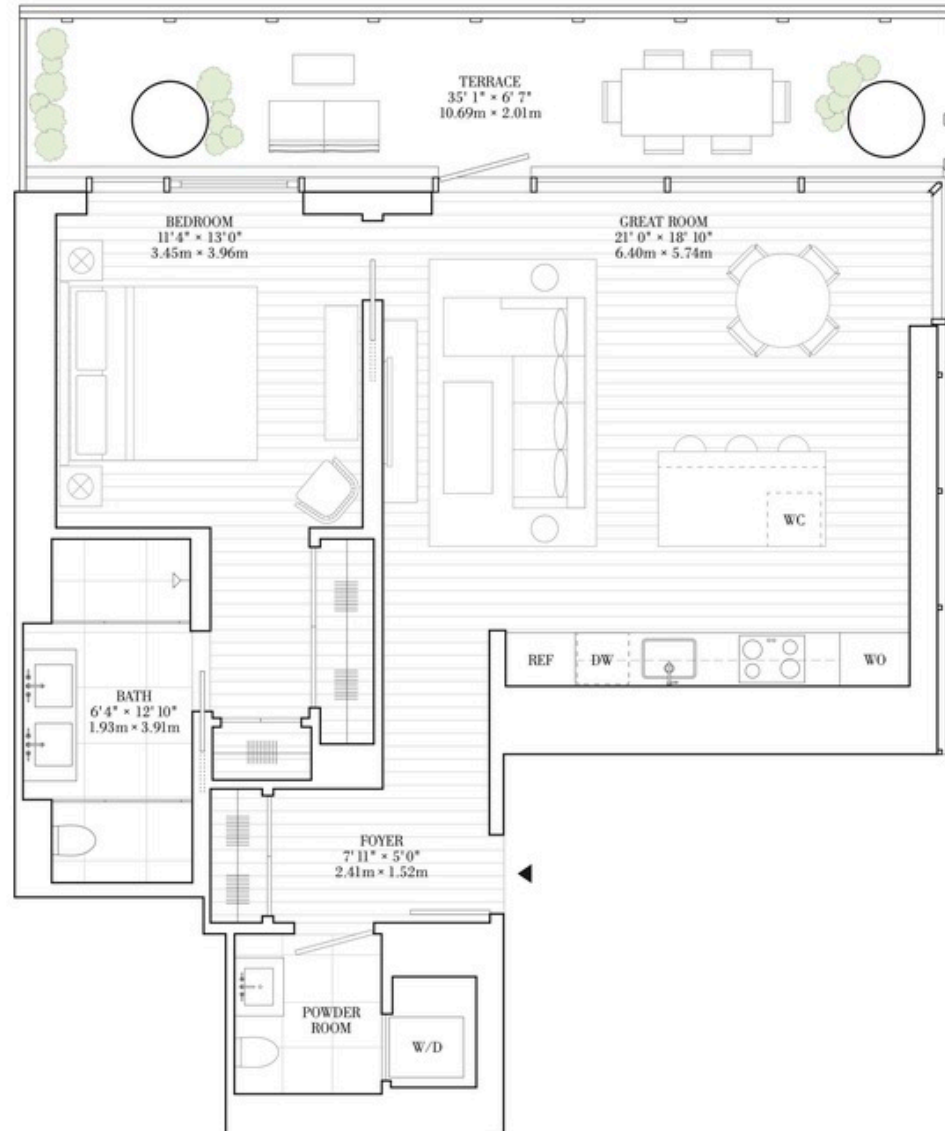 TERRACE
35' 1" × 6' 7"
10.69m × 2.01m
BEDROOM
11'4" × 13'0"
3.45m × 3.96m
GREAT ROOM
21' 0" × 18' 10"
6.40m × 5.74m
WC
REF
DW
WO
BATH
6'4" × 12'10"
1.93m × 3.91m
FOYER
7' 11" × 5'0"
2.41m × 1.52m
POWDER
ROOM
W/D